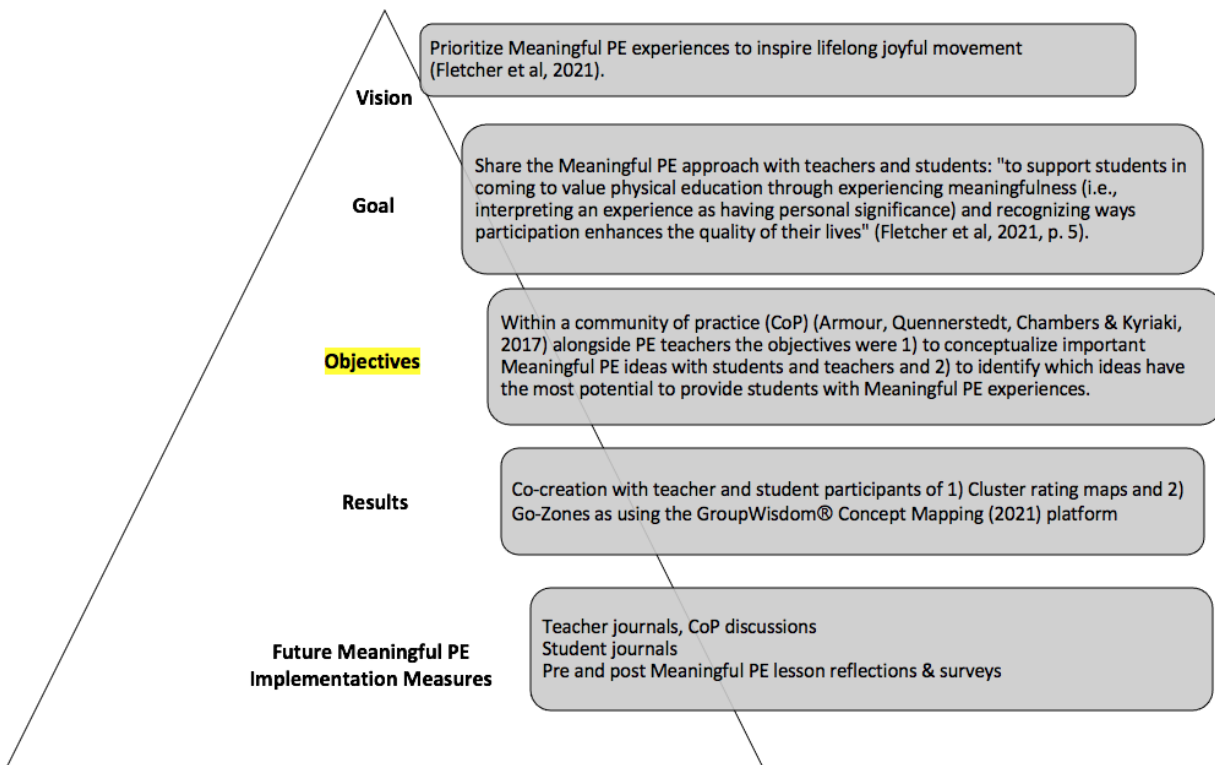 Prioritize Meaningful PE experiences to inspire lifelong joyful movement
(Fletcher et al, 2021).
Vision
Share the Meaningful PE approach with teachers and students: "to support students in
coming to value physical education through experiencing meaningfulness (i.e.,
interpreting an experience as having personal significance) and recognizing ways
participation enhances the quality of their lives" (Fletcher et al, 2021, p. 5).
Goal
Within a community of practice (CoP) (Armour, Quennerstedt, Chambers & Kyriaki,
2017) alongside PE teachers the objectives were 1) to conceptualize important
Meaningful PE ideas with students and teachers and 2) to identify which ideas have
the most potential to provide students with Meaningful PE experiences.
Objectives
Co-creation with teacher and student participants of 1) Cluster rating maps and 2)
Go-Zones as using the GroupWisdom® Concept Mapping (2021) platform
Results
Teacher journals, CoP discussions
Student journals
Pre and post Meaningful PE lesson reflections & surveys
Future Meaningful PE
Implementation Measures